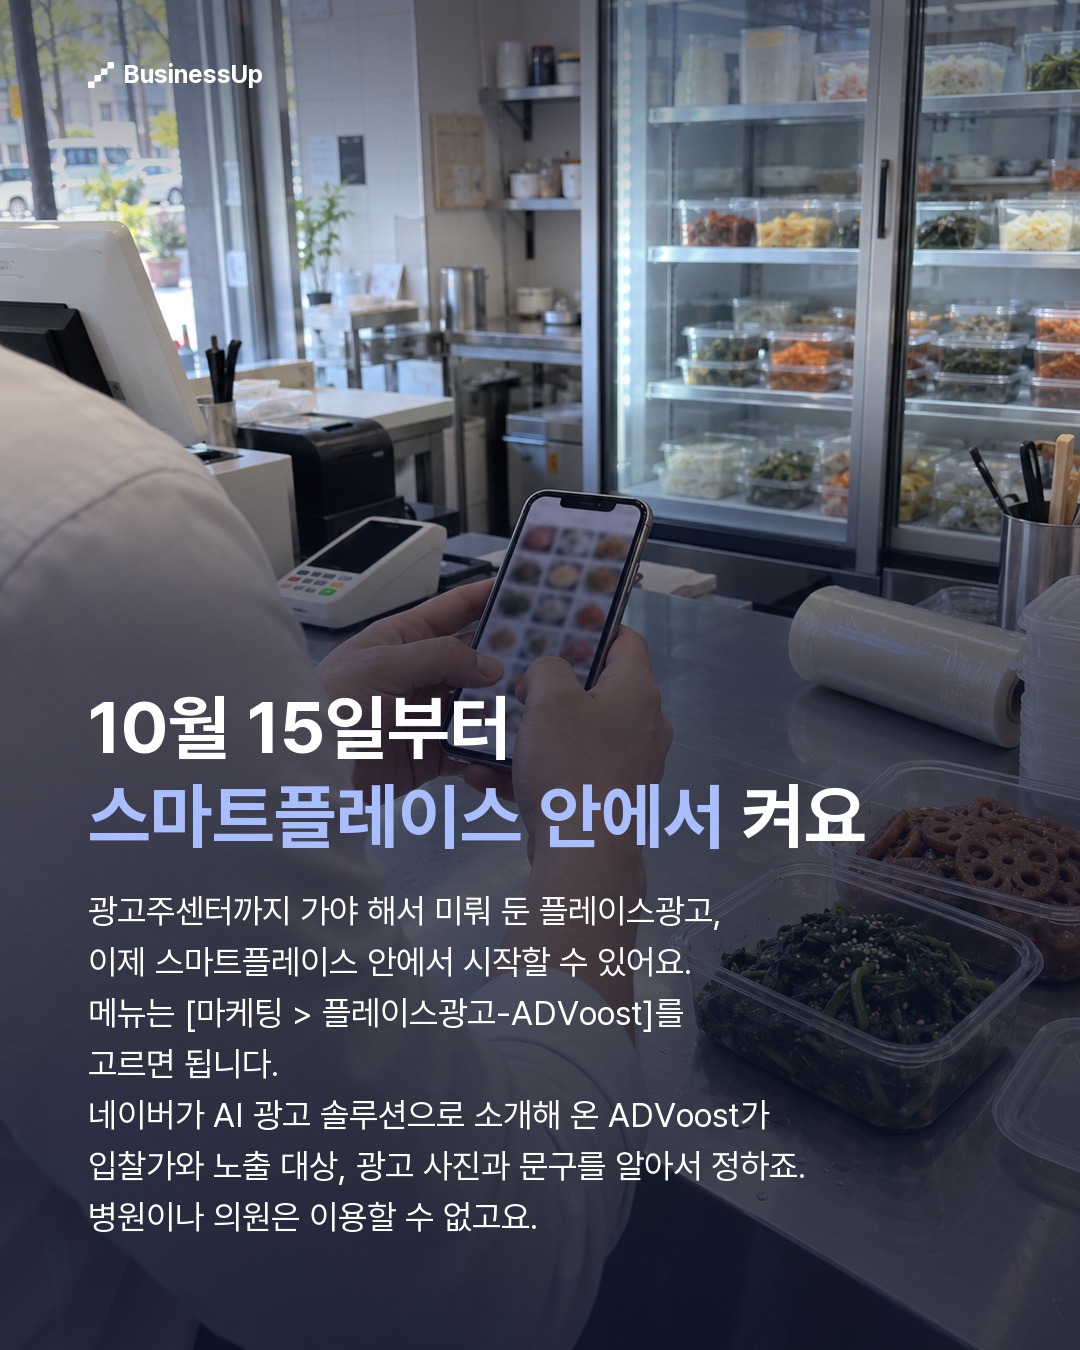 BusinessUp
10월 15일부터
스마트플레이스 안에서 켜요
광고주센터까지 가야 해서 미뤄 둔 플레이스광고,
이제 스마트플레이스 안에서 시작할 수 있어요.
메뉴는 [마케팅 > 플레이스광고-ADVoost]를
고르면 됩니다.
네이버가 AI 광고 솔루션으로 소개해 온 ADVoost가
입찰가와 노출 대상, 광고 사진과 문구를 알아서 정하죠.
병원이나 의원은 이용할 수 없고요.